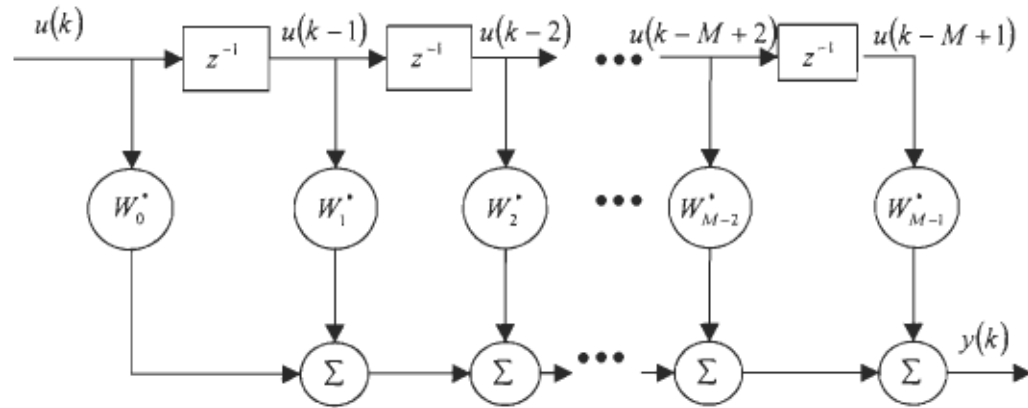 u(k) u(k−1) u(k−2) u(k−M+2) u(k−M+1)
z⁻¹ z⁻¹ ••• z⁻¹
W₀* W₁* W₂* ••• W*_{M−2} W*_{M−1}
y(k)
Σ Σ ••• Σ Σ